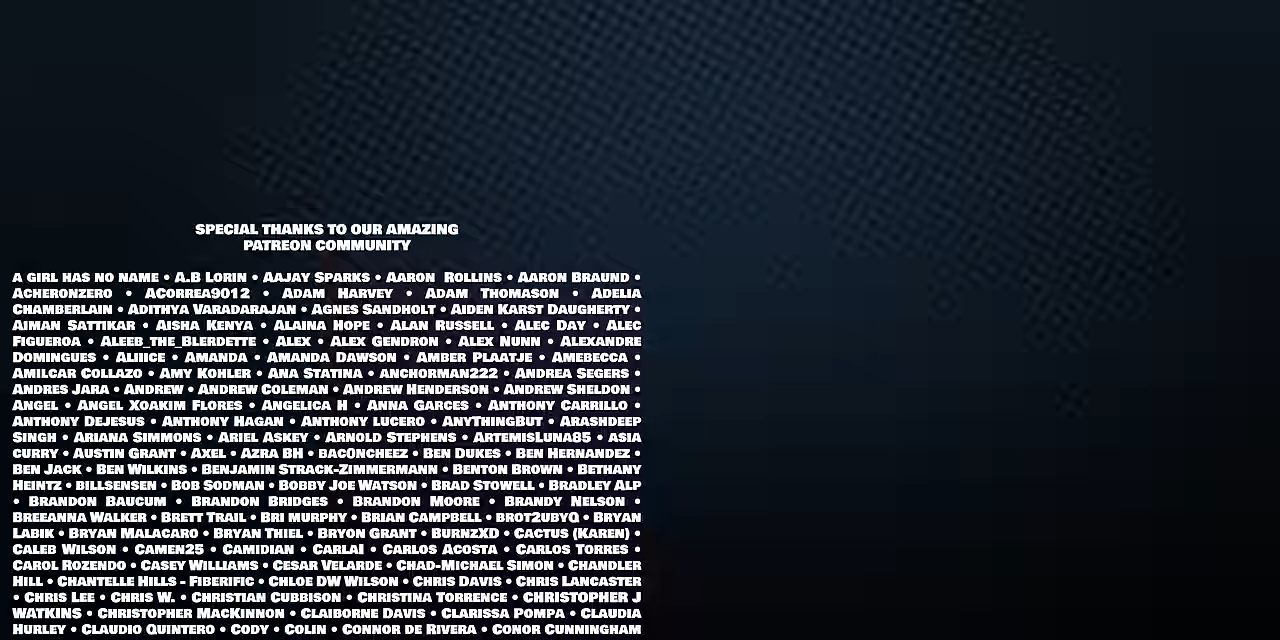 SPECIAL THANKS TO OUR AMAZING
PATREON COMMUNITY
A GIRL HAS NO NAME • A.B LORIN • AAJAY SPARKS • AARON ROLLINS • AARON BRAUND •
ACHERONZERO • ACORREA9012 • ADAM HARVEY • ADAM THOMASON • ADELIA
CHAMBERLAIN • ADITHYA VARADARAJAN • AGNES SANDHOLT • AIDEN KARST DAUGHERTY •
AIMAN SATTIKAR • AISHA KENYA • ALAINA HOPE • ALAN RUSSELL • ALEC DAY • ALEC
FIGUEROA • ALEEB_THE_BLERDETTE • ALEX • ALEX GENDRON • ALEX NUNN • ALEXANDRE
DOMINGUES • ALIIICE • AMANDA • AMANDA DAWSON • AMBER PLAATJE • AMEBECCA •
AMILCAR COLLAZO • AMY KOHLER • ANA STATINA • ANCHORMAN222 • ANDREA SEGERS •
ANDRES JARA • ANDREW • ANDREW COLEMAN • ANDREW HENDERSON • ANDREW SHELDON •
ANGEL • ANGEL XOAKIM FLORES • ANGELICA H • ANNA GARCES • ANTHONY CARRILLO •
ANTHONY DEJESUS • ANTHONY HAGAN • ANTHONY LUCERO • ANYTHINGBUT • ARASHDEEP
SINGH • ARIANA SIMMONS • ARIEL ASKEY • ARNOLD STEPHENS • ARTEMISLUNA85 • ASIA
CURRY • AUSTIN GRANT • AXEL • AZRA BH • BACONCHEEZ • BEN DUKES • BEN HERNANDEZ •
BEN JACK • BEN WILKINS • BENJAMIN STRACK-ZIMMERMANN • BENTON BROWN • BETHANY
HEINTZ • BILLSENSEN • BOB SODMAN • BOBBY JOE WATSON • BRAD STOWELL • BRADLEY ALP
• BRANDON BAUCUM • BRANDON BRIDGES • BRANDON MOORE • BRANDY NELSON •
BREEANNA WALKER • BRETT TRAIL • BRI MURPHY • BRIAN CAMPBELL • BROT2UBYQ • BRYAN
LABIK • BRYAN MALACARO • BRYAN THIEL • BRYON GRANT • BURNZXD • CACTUS (KAREN) •
CALEB WILSON • CAMEN25 • CAMIDIAN • CARLAI • CARLOS ACOSTA • CARLOS TORRES •
CAROL ROZENDO • CASEY WILLIAMS • CESAR VELARDE • CHAD-MICHAEL SIMON • CHANDLER
HILL • CHANTELLE HILLS - FIBERIFIC • CHLOE DW WILSON • CHRIS DAVIS • CHRIS LANCASTER
• CHRIS LEE • CHRIS W. • CHRISTIAN CUBBISON • CHRISTINA TORRENCE • CHRISTOPHER J
WATKINS • CHRISTOPHER MACKINNON • CLAIBORNE DAVIS • CLARISSA POMPA • CLAUDIA
HURLEY • CLAUDIO QUINTERO • CODY • COLIN • CONNOR DE RIVERA • CONOR CUNNINGHAM